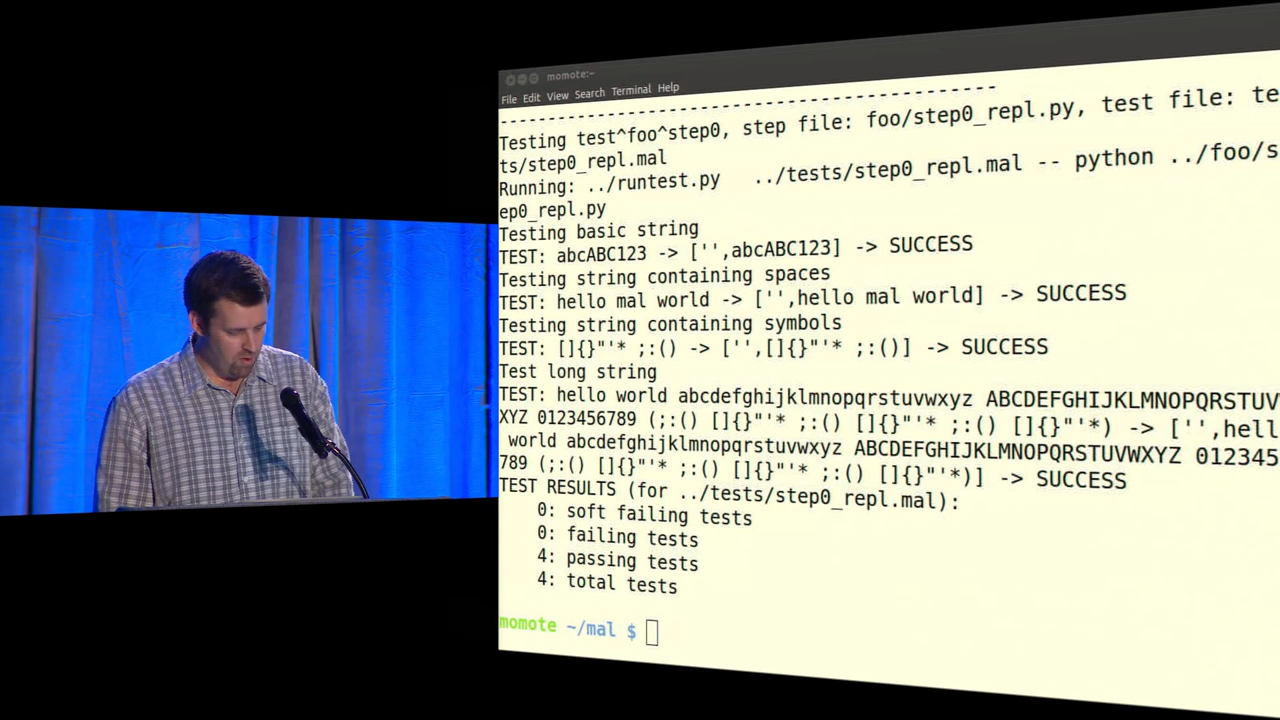 momote:~
File Edit View Search Terminal Help
------------------------------------------
Testing test^foo^step0, step file: foo/step0_repl.py, test file: te
ts/step0_repl.mal
Running: ../runtest.py   ../tests/step0_repl.mal -- python ../foo/s
ep0_repl.py
Testing basic string
TEST: abcABC123 -> ['',abcABC123] -> SUCCESS
Testing string containing spaces
TEST: hello mal world -> ['',hello mal world] -> SUCCESS
Testing string containing symbols
TEST: []{}"'* ;:() -> ['',[]{}"'* ;:()] -> SUCCESS
Test long string
TEST: hello world abcdefghijklmnopqrstuvwxyz ABCDEFGHIJKLMNOPQRSTUV
XYZ 0123456789 (;:() []{}"'* ;:() []{}"'* ;:() []{}"'*) -> ['',hell
 world abcdefghijklmnopqrstuvwxyz ABCDEFGHIJKLMNOPQRSTUVWXYZ 012345
789 (;:() []{}"'* ;:() []{}"'* ;:() []{}"'*)] -> SUCCESS
TEST RESULTS (for ../tests/step0_repl.mal):
    0: soft failing tests
    0: failing tests
    4: passing tests
    4: total tests
momote ~/mal $